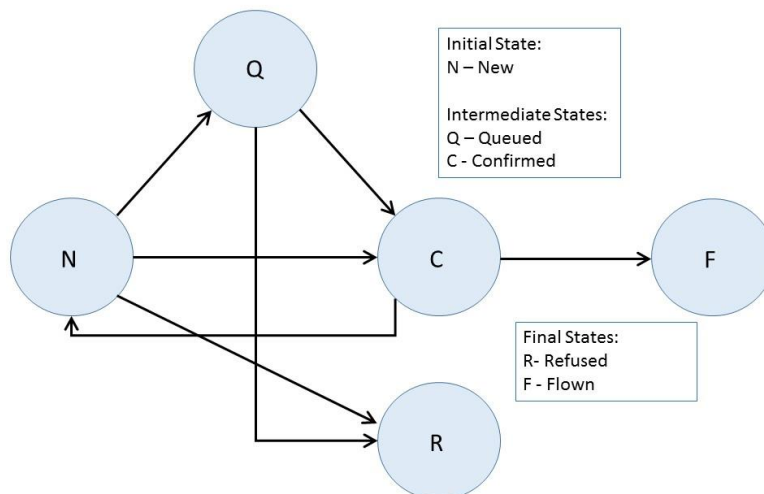 Q
Initial State:
N – New
Intermediate States:
Q – Queued
C - Confirmed
N
C
F
Final States:
R- Refused
F - Flown
R